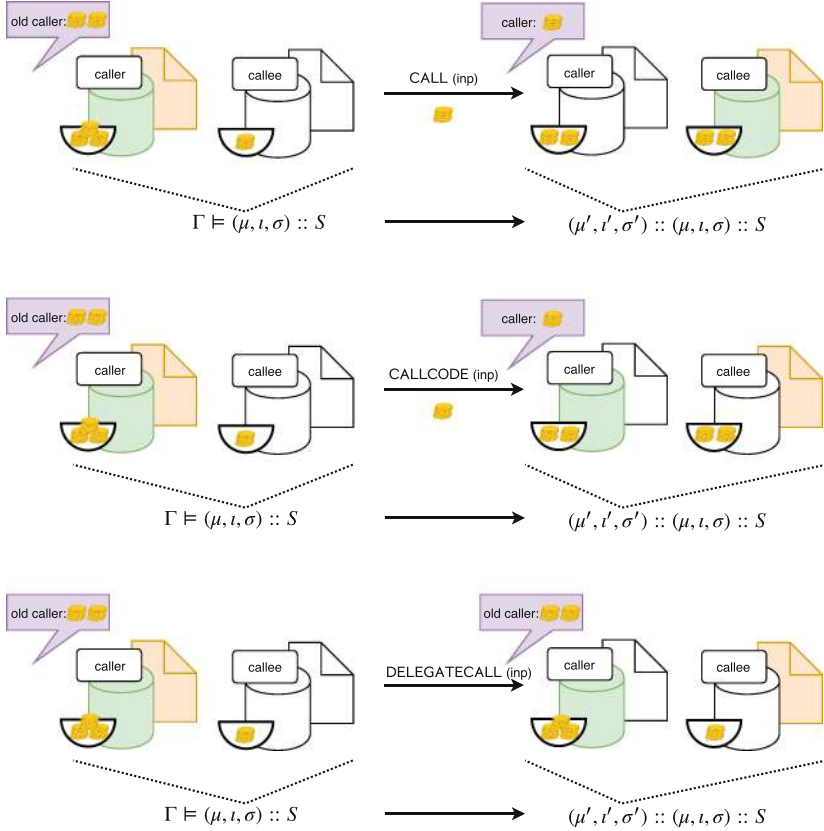 old caller:
caller:
caller callee
CALL (inp)
caller callee
Γ ⊨ (μ, ι, σ) :: S
(μ′, ι′, σ′) :: (μ, ι, σ) :: S
old caller:
caller:
caller callee
CALLCODE (inp)
caller callee
Γ ⊨ (μ, ι, σ) :: S
(μ′, ι′, σ′) :: (μ, ι, σ) :: S
old caller:
old caller:
caller callee
DELEGATECALL (inp)
caller callee
Γ ⊨ (μ, ι, σ) :: S
(μ′, ι′, σ′) :: (μ, ι, σ) :: S